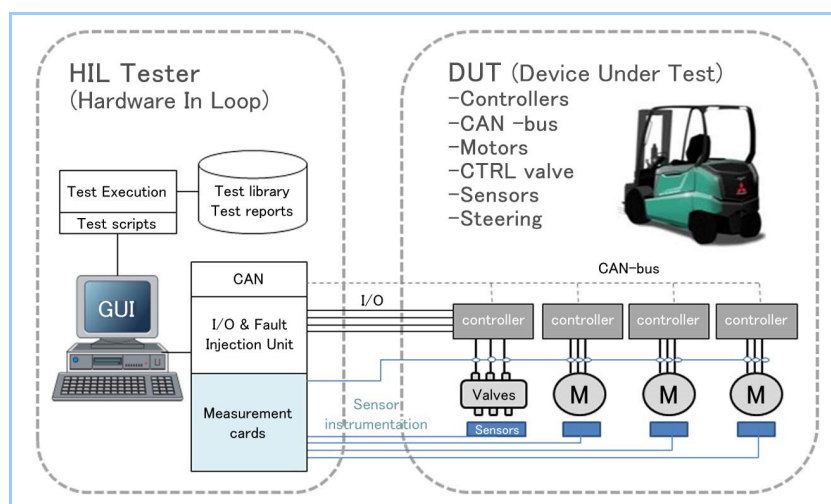 HIL Tester
(Hardware In Loop)
DUT (Device Under Test)
-Controllers
-CAN -bus
-Motors
-CTRL valve
-Sensors
-Steering
Test Execution
Test scripts
Test library
Test reports
GUI
CAN
I/O & Fault
Injection Unit
Measurement
cards
I/O
CAN-bus
controller
controller
controller
controller
Valves
M
M
M
Sensor
instrumentation
Sensors